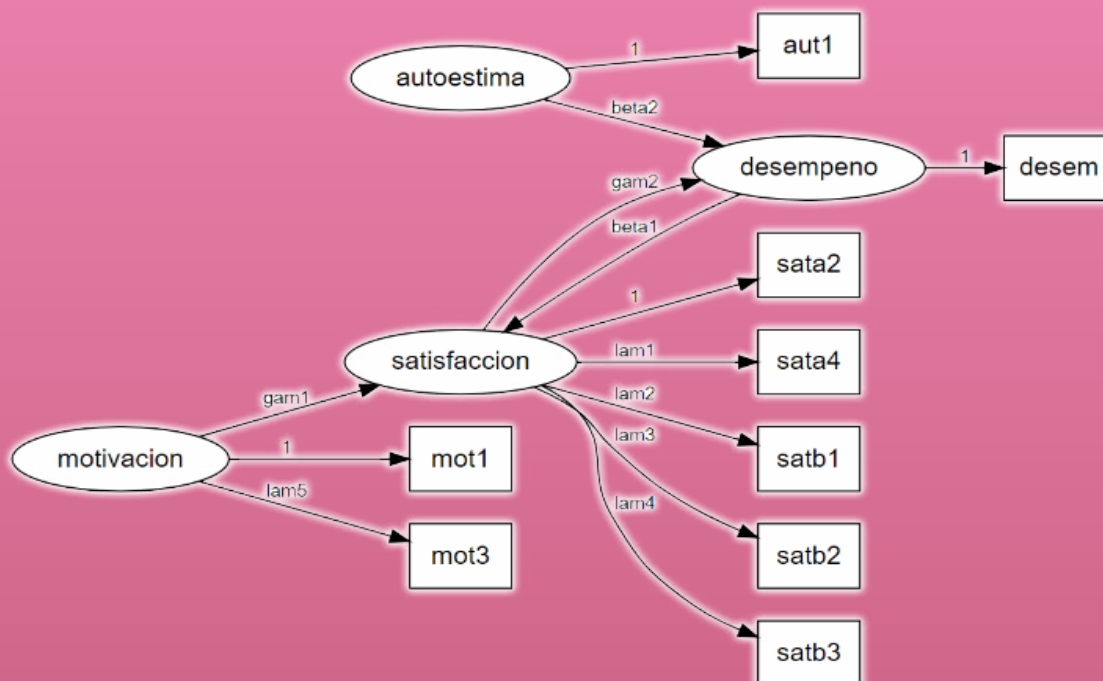 aut1
1
autoestima
beta2
desempeno
1
desem
gam2
beta1
sata2
1
satisfaccion
lam1
sata4
gam1
lam2
lam3
motivacion
1
mot1
satb1
lam5
lam4
mot3
satb2
satb3